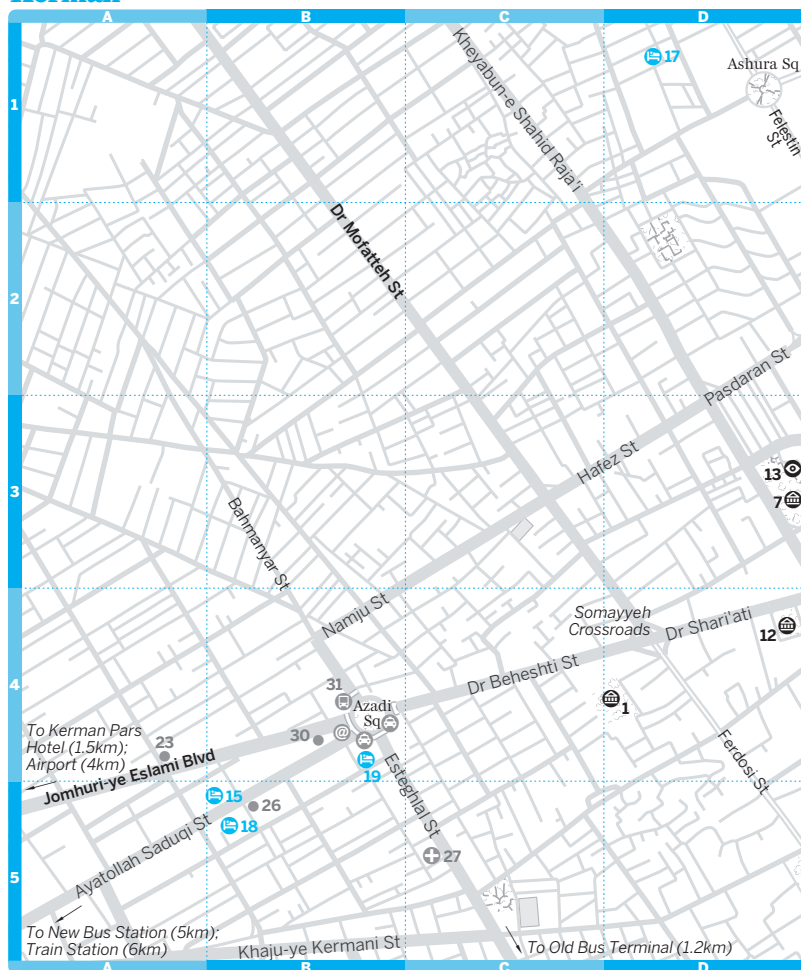 A
B
C
D
1
Kheyabun-e Shahid Raja'i
17
Ashura Sq
Felestin
St
Dr Mofatteh St
2
Pasdaran St
Hafez St
3
13
7
Bahmanyar St
Namju St
Somayyeh
Crossroads
Dr Shari'ati
12
4
Dr Beheshti St
31
Azadi
Sq
@
1
To Kerman Pars
Hotel (1.5km);
Airport (4km)
23
30
Jomhuri-ye Eslami Blvd
19
Esteghlal St
Ferdosi St
15
26
18
Ayatollah Saduqi St
27
5
To New Bus Station (5km);
Train Station (6km)
Khaju-ye Kermani St
To Old Bus Terminal (1.2km)
A
B
C
D